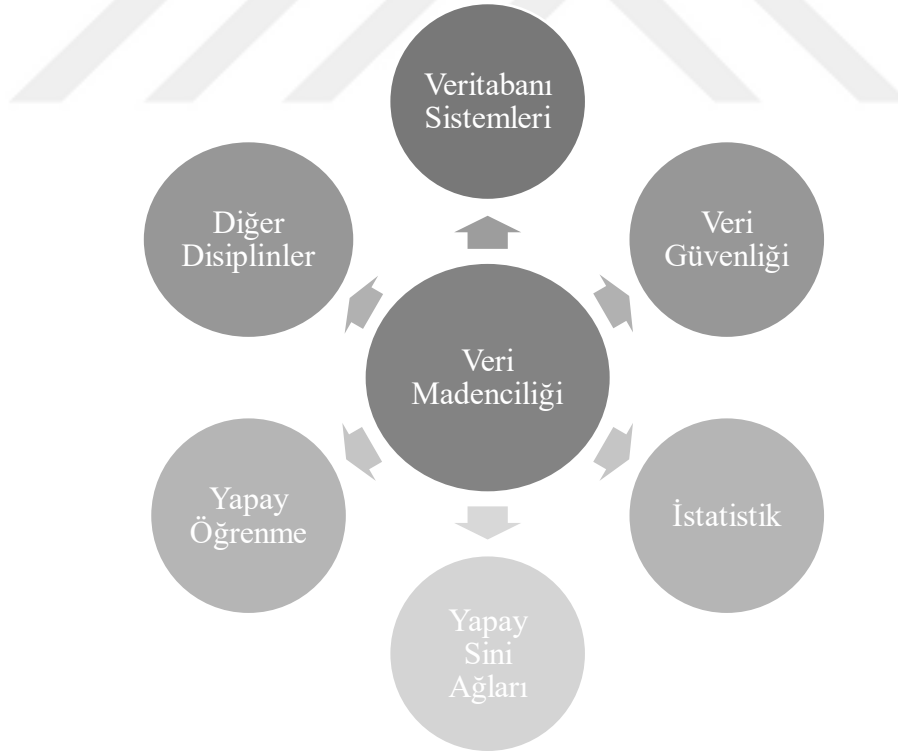 Veritabanı
Sistemleri
Diğer
Disiplinler
Veri
Güvenliği
Veri
Madenciliği
Yapay
Öğrenme
İstatistik
Yapay
Sini
Ağları